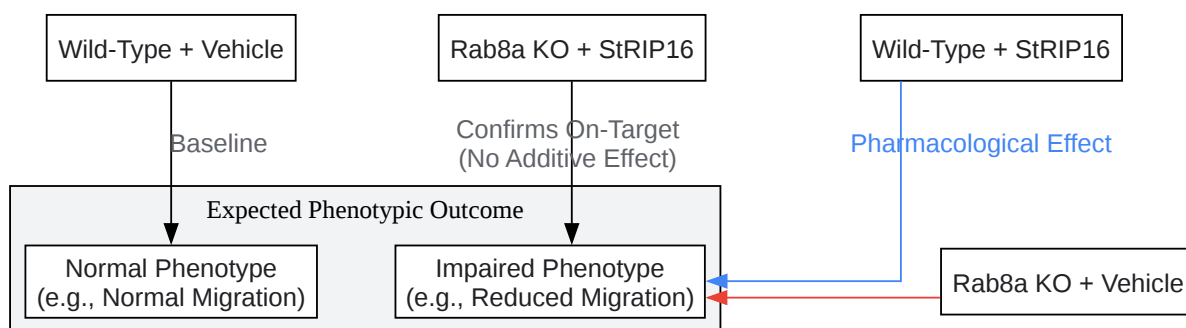 Wild-Type + Vehicle
Rab8a KO + StRIP16
Wild-Type + StRIP16
Baseline
Confirms On-Target
(No Additive Effect)
Pharmacological Effect
Expected Phenotypic Outcome
Normal Phenotype
(e.g., Normal Migration)
Impaired Phenotype
(e.g., Reduced Migration)
Rab8a KO + Vehicle